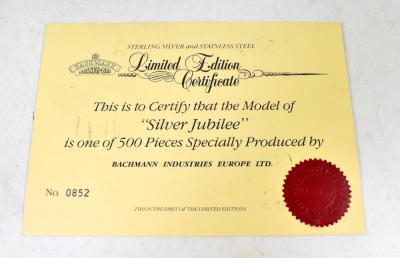 STERLING SILVER and STAINLESS STEEL
BACHMANN
Limited Edition
Certificate
This is to Certify that the Model of
"Silver Jubilee"
is one of 500 Pieces Specially Produced by
BACHMANN INDUSTRIES EUROPE LTD.
No. 0852
THIS IS THE FIRST OF THE LIMITED EDITIONS